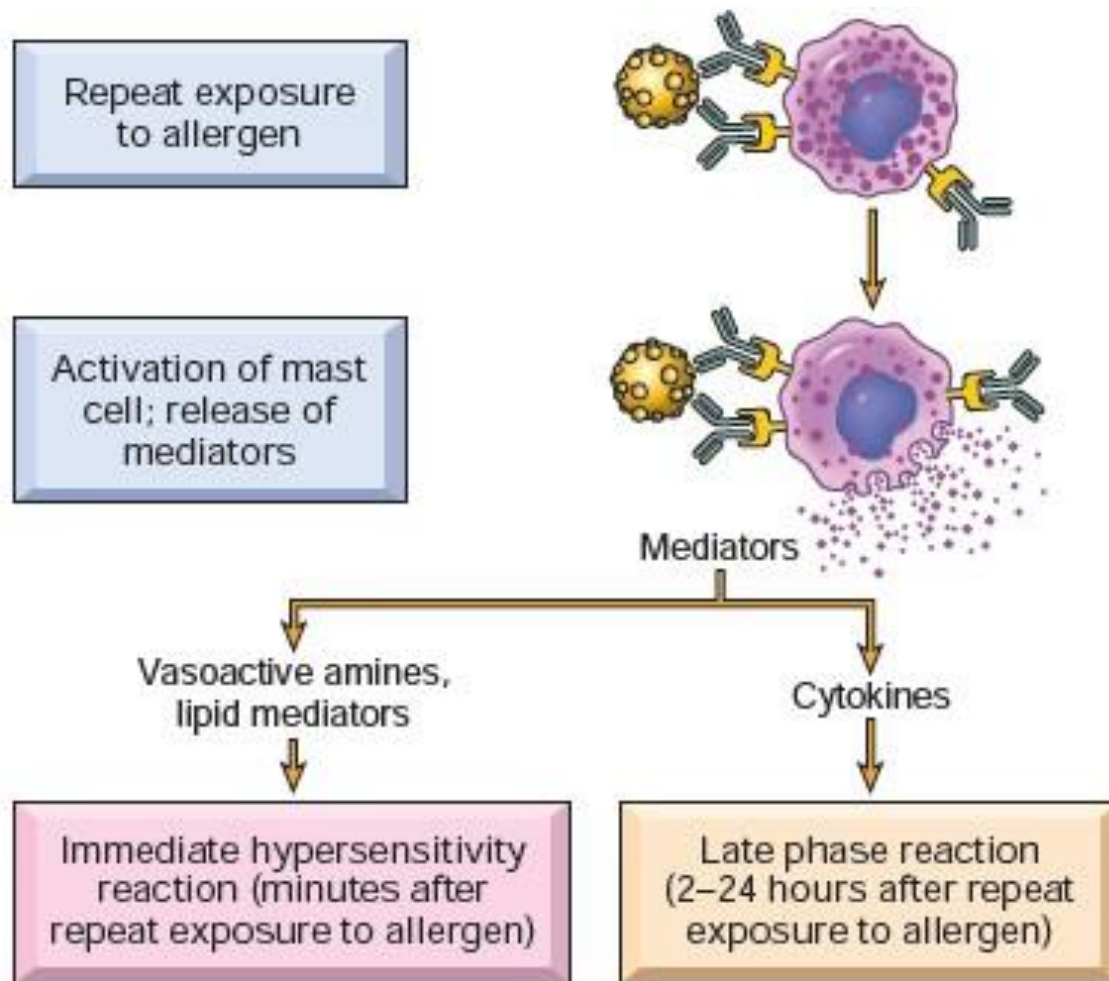 Repeat exposure
to allergen
Activation of mast
cell; release of
mediators
Mediators
Vasoactive amines,
lipid mediators
Cytokines
Immediate hypersensitivity
reaction (minutes after
repeat exposure to allergen)
Late phase reaction
(2–24 hours after repeat
exposure to allergen)